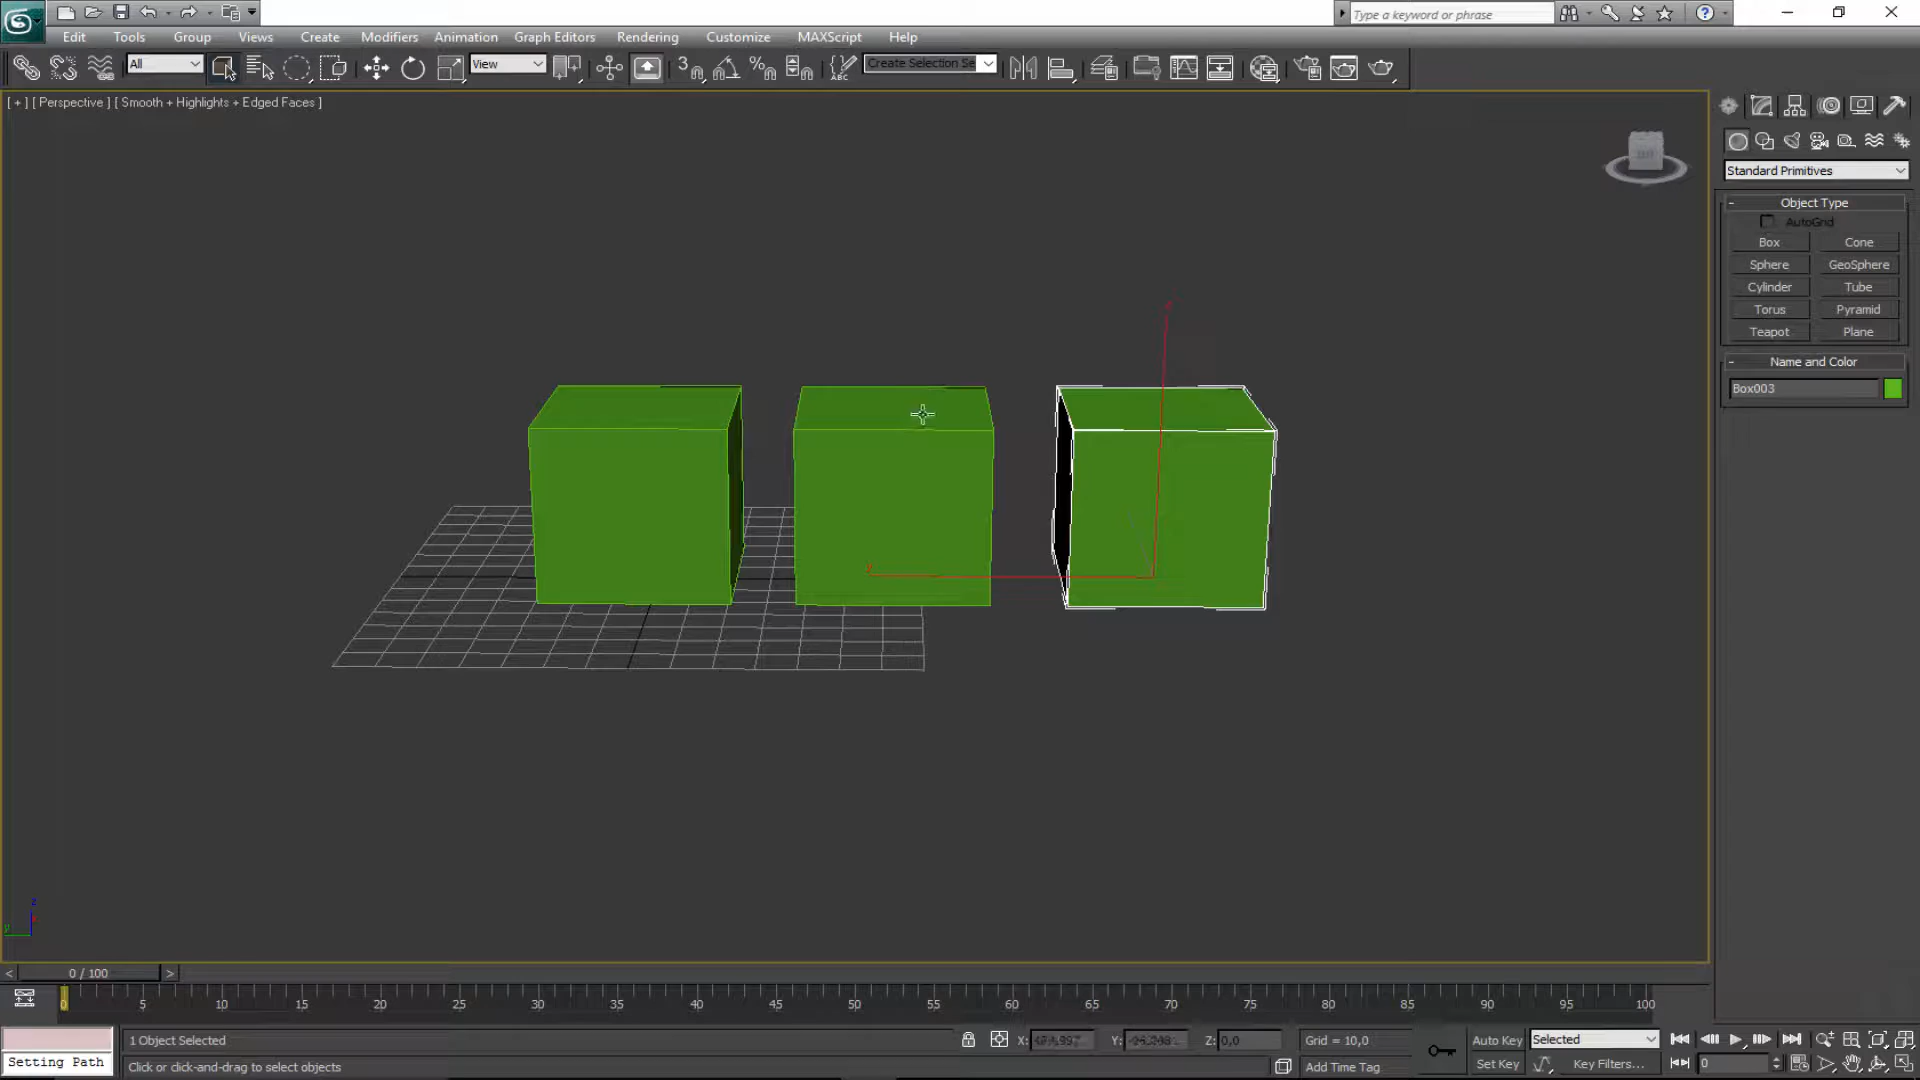 Type a keyword or phrase
Edit Tools Group Views Create Modifiers Animation Graph Editors Rendering Customize MAXScript Help
All View Create Selection Se
[ + ] [ Perspective ] [ Smooth + Highlights + Edged Faces ]
Standard Primitives
Object Type
AutoGrid
Box Cone
Sphere GeoSphere
Cylinder Tube
Torus Pyramid
Teapot Plane
Name and Color
Box003
0 / 100
0 5 10 15 20 25 30 35 40 45 50 55 60 65 70 75 80 85 90 95 100
1 Object Selected X: Y: Z: 0,0 Grid = 10,0 Auto Key Selected
Setting Path Click or click-and-drag to select objects Add Time Tag Set Key Key Filters... 0